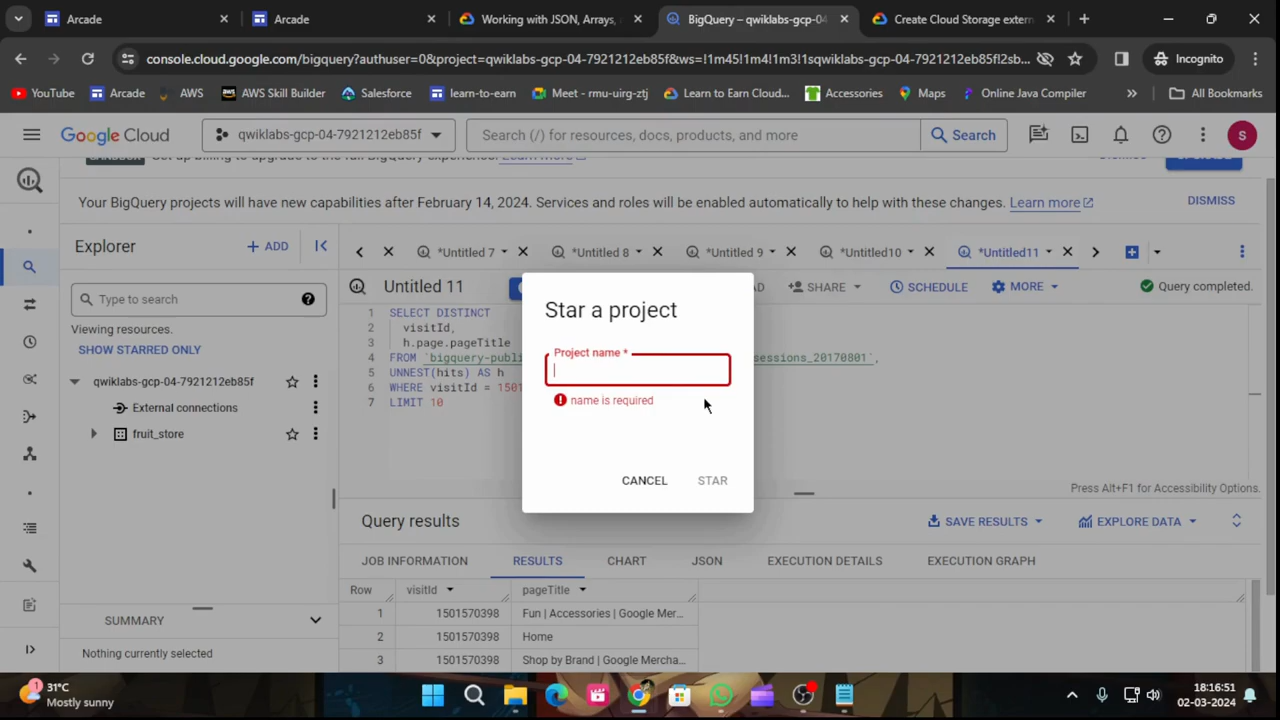 Arcade
Arcade
Working with JSON, Arrays,
BigQuery – qwiklabs-gcp-04-
Create Cloud Storage extern
console.cloud.google.com/bigquery?authuser=0&project=qwiklabs-gcp-04-7921212eb85f&ws=!1m45!1m4!1m3!1sqwiklabs-gcp-04-7921212eb85f!2sb...
Incognito
YouTube
Arcade
AWS
AWS Skill Builder
Salesforce
learn-to-earn
Meet - rmu-uirg-ztj
Learn to Earn Cloud...
Accessories
Maps
Online Java Compiler
All Bookmarks
Google Cloud
qwiklabs-gcp-04-7921212eb85f
Search (/) for resources, docs, products, and more
Search
S
Your BigQuery projects will have new capabilities after February 14, 2024. Services and roles will be enabled automatically to help with these changes. Learn more
DISMISS
Explorer
+ ADD
*Untitled 7
*Untitled 8
*Untitled 9
*Untitled10
*Untitled11
Type to search
Viewing resources.
SHOW STARRED ONLY
qwiklabs-gcp-04-7921212eb85f
External connections
fruit_store
SUMMARY
Nothing currently selected
Untitled 11
SHARE
SCHEDULE
MORE
Query completed.
1 SELECT DISTINCT
2 visitId,
3 h.page.pageTitle
4 FROM `bigquery-publi sessions_20170801`,
5 UNNEST(hits) AS h
6 WHERE visitId = 1501
7 LIMIT 10
Star a project
Project name *
name is required
CANCEL
STAR
Press Alt+F1 for Accessibility Options.
Query results
SAVE RESULTS
EXPLORE DATA
JOB INFORMATION
RESULTS
CHART
JSON
EXECUTION DETAILS
EXECUTION GRAPH
Row visitId pageTitle
1 1501570398 Fun | Accessories | Google Mer...
2 1501570398 Home
3 1501570398 Shop by Brand | Google Mercha...
1
31°C
Mostly sunny
18:16:51
02-03-2024